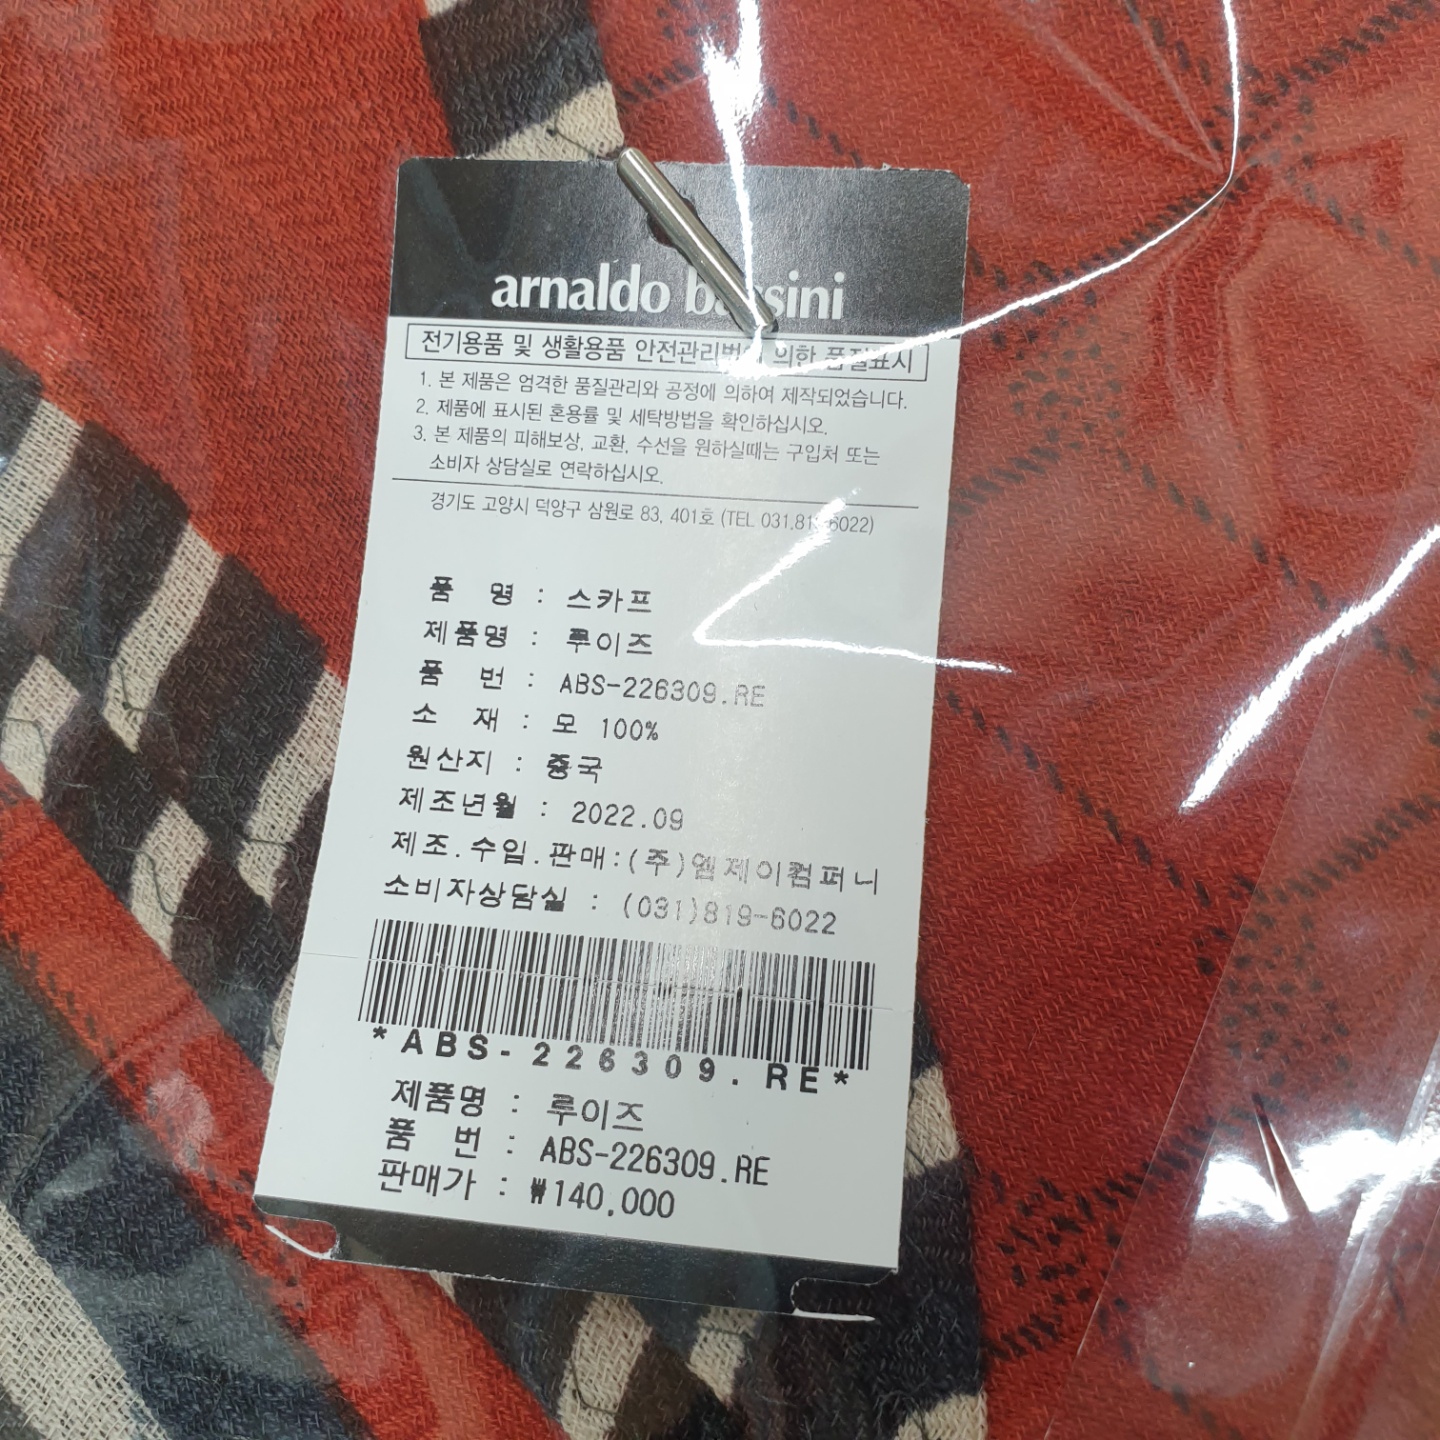 arnaldo
전기용품 및 생활용품 안전관리법에 의한 품질표시
1. 본 제품은 엄격한 품질관리와 공정에 의하여 제작되었습니다.
2. 제품에 표시된 혼용률 및 세탁방법을 확인하십시오.
3. 본 제품의 피해보상, 교환, 수선을 원하실때는 구입처 또는
소비자 상담실로 연락하십시오.
경기도 고양시 덕양구 삼원로 83, 401호 (TEL 031.819-6022)
품 명 : 스카프
제품명 : 루이즈
품 번 : ABS-226309.RE
소 재 : 모 100%
원산지 : 중국
제조년월 : 2022.09
제조.수입.판매:(주)엠제이컴퍼니
소비자상담실 : (031)819-6022
*ABS-226309.RE*
제품명 : 루이즈
품 번 : ABS-226309.RE
판매가 : ₩140,000